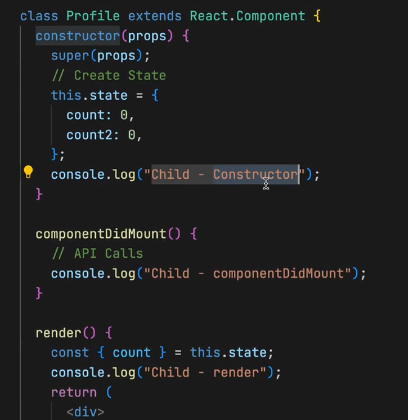 class Profile extends React.Component {
constructor(props) {
super(props);
// Create State
this.state = {
count: 0,
count2: 0,
};
console.log("Child - Constructor");
}
componentDidMount() {
// API Calls
console.log("Child - componentDidMount");
}
render() {
const { count } = this.state;
console.log("Child - render");
return (
<div>